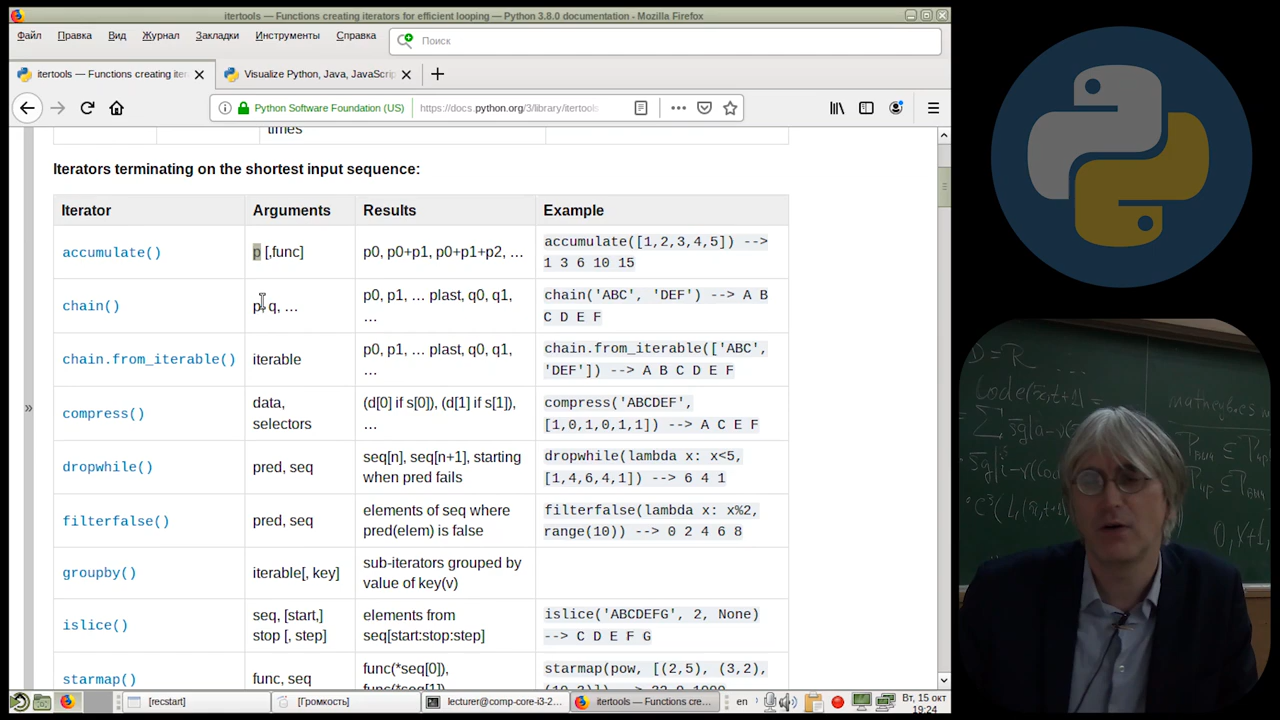 itertools — Functions creating iterators for efficient looping — Python 3.8.0 documentation - Mozilla Firefox
Файл Правка Вид Журнал Закладки Инструменты Справка Поиск
itertools — Functions creating iter Visualize Python, Java, JavaScrip
Python Software Foundation (US) https://docs.python.org/3/library/itertools
times
Iterators terminating on the shortest input sequence:
Iterator Arguments Results Example
accumulate() p [,func] p0, p0+p1, p0+p1+p2, … accumulate([1,2,3,4,5]) -->
1 3 6 10 15
chain() p, q, … p0, p1, … plast, q0, q1,
… chain('ABC', 'DEF') --> A B
C D E F
chain.from_iterable() iterable p0, p1, … plast, q0, q1,
… chain.from_iterable(['ABC',
'DEF']) --> A B C D E F
compress() data,
selectors (d[0] if s[0]), (d[1] if s[1]),
… compress('ABCDEF',
[1,0,1,0,1,1]) --> A C E F
dropwhile() pred, seq seq[n], seq[n+1], starting
when pred fails dropwhile(lambda x: x<5,
[1,4,6,4,1]) --> 6 4 1
filterfalse() pred, seq elements of seq where
pred(elem) is false filterfalse(lambda x: x%2,
range(10)) --> 0 2 4 6 8
groupby() iterable[, key] sub-iterators grouped by
value of key(v)
islice() seq, [start,]
stop [, step] elements from
seq[start:stop:step] islice('ABCDEFG', 2, None)
--> C D E F G
starmap() func, seq func(*seq[0]),
func(*seq[1]), starmap(pow, [(2,5), (3,2),
[recstart] [Громкость] lecturer@comp-core-i3-2... itertools — Functions crea... en Вт, 15 окт
19:24